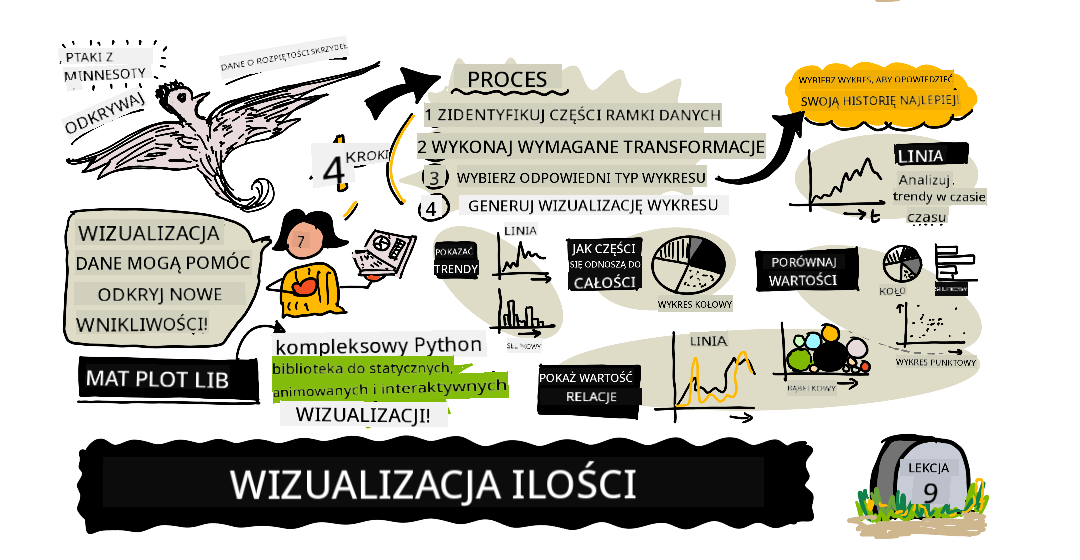 PTAKI Z
MINNESOTY
ODKRYWAJ
DANE O ROZPIĘTOŚCI SKRZYDEŁ
4 KROKI
PROCES
1 ZIDENTYFIKUJ CZĘŚCI RAMKI DANYCH
2 WYKONAJ WYMAGANE TRANSFORMACJE
3 WYBIERZ ODPOWIEDNI TYP WYKRESU
4 GENERUJ WIZUALIZACJĘ WYKRESU
WYBIERZ WYKRES, ABY OPOWIEDZIEĆ
SWOJĄ HISTORIĘ NAJLEPIEJ!
LINIA
Analizuj.
trendy w czasie
czasu
t
WIZUALIZACJA
DANE MOGĄ POMÓC
ODKRYJ NOWE
WNIKLIWOŚCI!
7
POKAZAĆ
TRENDY
LINIA
JAK CZĘŚCI
SIĘ ODNOSZĄ DO
CAŁOŚCI
WYKRES KOŁOWY
PORÓWNAJ
WARTOŚCI
KOŁO
WYKRES PUNKTOWY
MAT PLOT LIB
kompleksowy Python
biblioteka do statycznych,
animowanych i interaktywnych
WIZUALIZACJI!
POKAŻ WARTOŚĆ
RELACJE
LINIA
BĄBELKOWY
WIZUALIZACJA ILOŚCI
LEKCJA
9